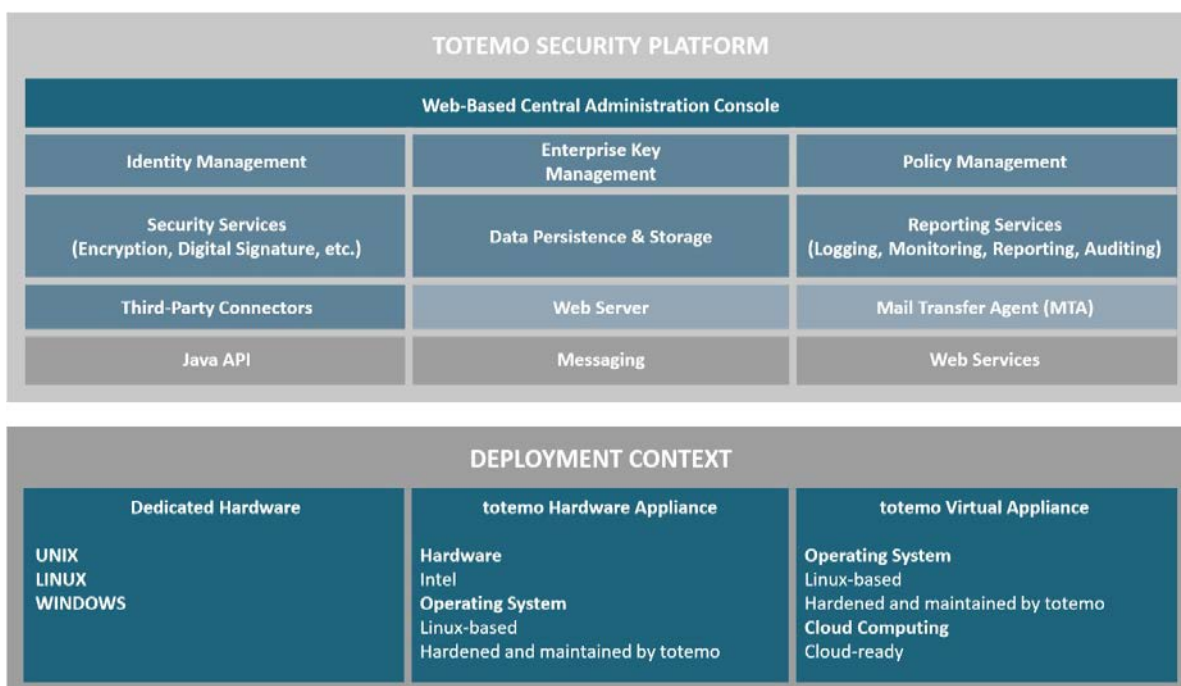 TOTEMO SECURITY PLATFORM
Web-Based Central Administration Console
Identity Management
Enterprise Key
Management
Policy Management
Security Services
(Encryption, Digital Signature, etc.)
Data Persistence & Storage
Reporting Services
(Logging, Monitoring, Reporting, Auditing)
Third-Party Connectors
Web Server
Mail Transfer Agent (MTA)
Java API
Messaging
Web Services
DEPLOYMENT CONTEXT
Dedicated Hardware
UNIX
LINUX
WINDOWS
totemo Hardware Appliance
Hardware
Intel
Operating System
Linux-based
Hardened and maintained by totemo
totemo Virtual Appliance
Operating System
Linux-based
Hardened and maintained by totemo
Cloud Computing
Cloud-ready